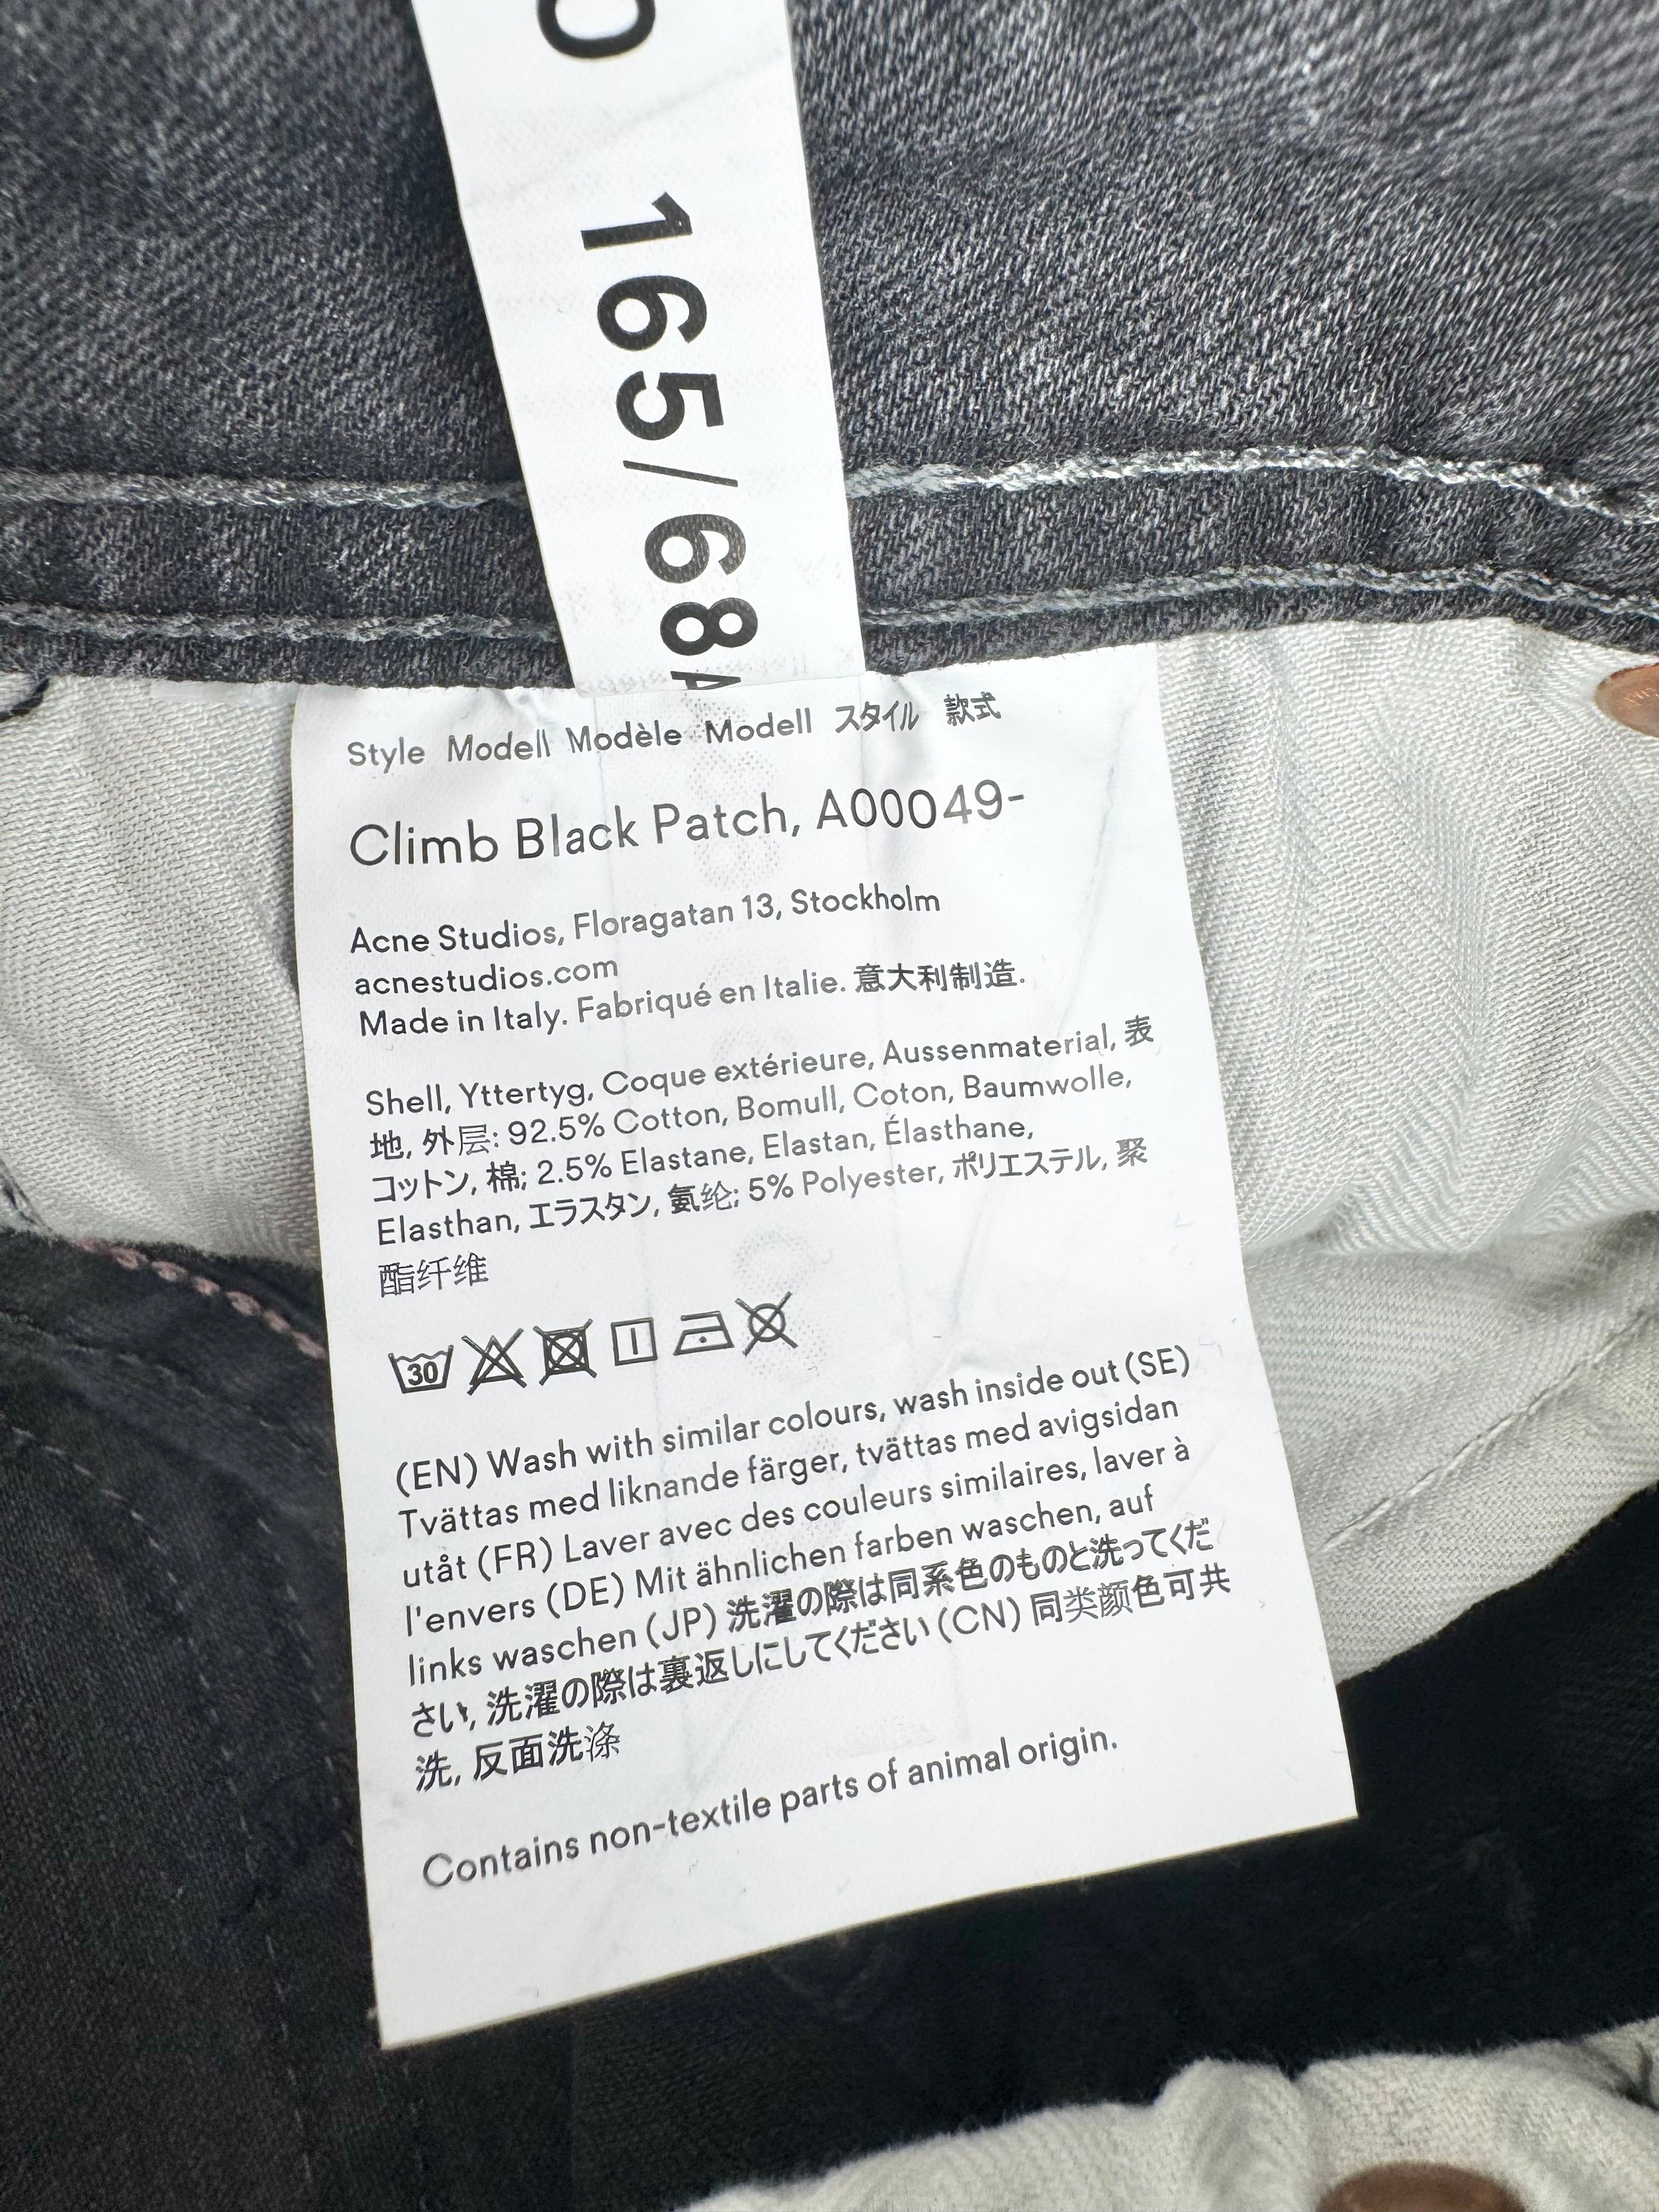 165/68A
Style Modell Modèle Modell スタイル 款式
Climb Black Patch, A00049-
Acne Studios, Floragatan 13, Stockholm
acnestudios.com
Made in Italy. Fabriqué en Italie. 意大利制造.
Shell, Yttertyg, Coque extérieure, Aussenmaterial, 表
地, 外层: 92.5% Cotton, Bomull, Coton, Baumwolle,
コットン, 棉; 2.5% Elastane, Elastan, Élasthane,
Elasthan, エラスタン, 氨纶; 5% Polyester, ポリエステル, 聚
酯纤维
30
(EN) Wash with similar colours, wash inside out (SE)
Tvättas med liknande färger, tvättas med avigsidan
utåt (FR) Laver avec des couleurs similaires, laver à
l'envers (DE) Mit ähnlichen farben waschen, auf
links waschen (JP) 洗濯の際は同系色のものと洗ってくだ
さい, 洗濯の際は裏返しにしてください (CN) 同类颜色可共
洗, 反面洗涤
Contains non-textile parts of animal origin.